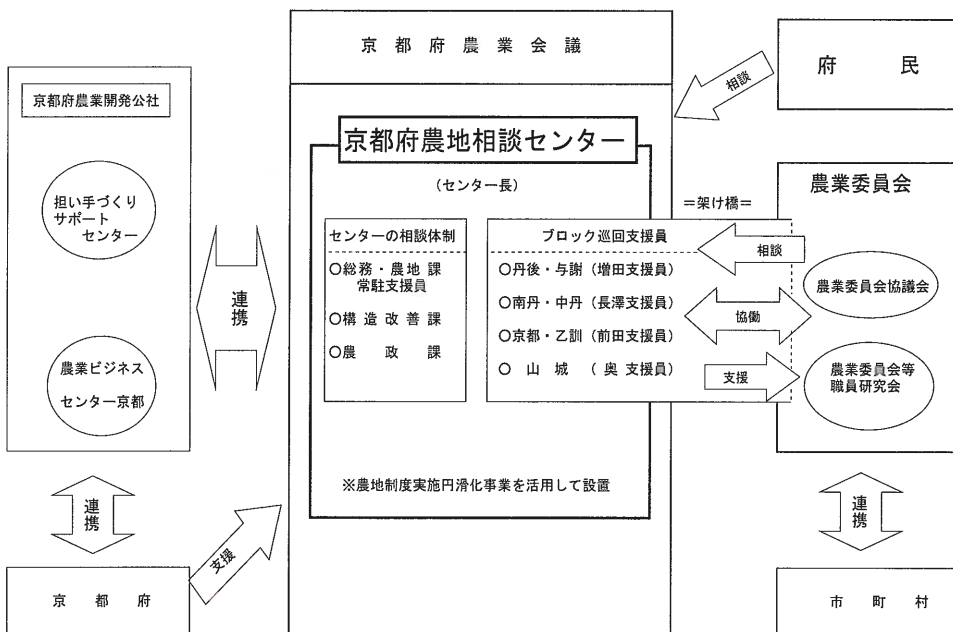 京都府農業会議
府民
相談
京都府農業開発公社
担い手づくり
サポート
センター
農業ビジネス
センター京都
連携
京都府農地相談センター
(センター長)
センターの相談体制
○総務・農地課
常駐支援員
○構造改善課
○農政課
=架け橋=
ブロック巡回支援員
○丹後・与謝(増田支援員)
○南丹・中丹(長澤支援員)
○京都・乙訓(前田支援員)
○山城(奥支援員)
相談
協働
支援
農業委員会
農業委員会協議会
農業委員会等
職員研究会
※農地制度実施円滑化事業を活用して設置
連携
支援
連携
京都府
市町村